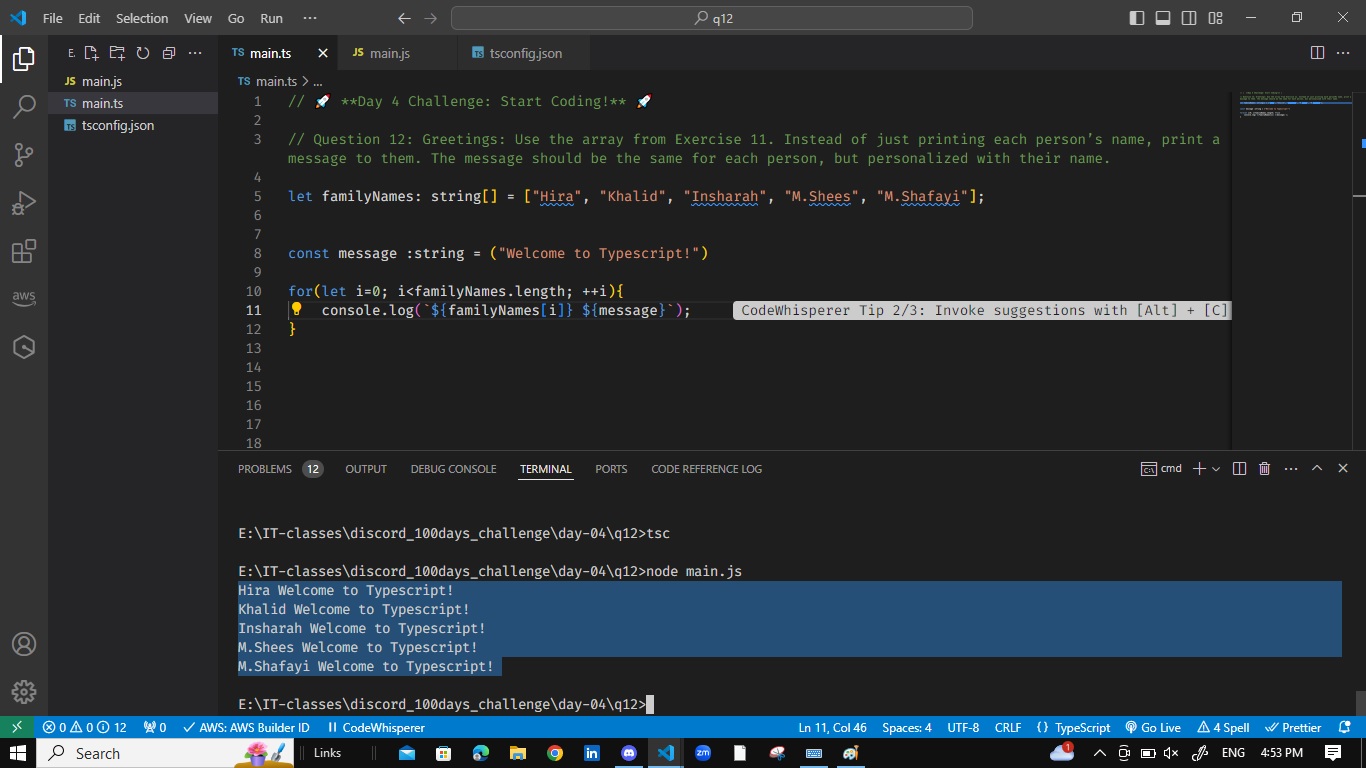 File Edit Selection View Go Run ··· q12
E.
TS main.ts
JS main.js
tsconfig.json
JS main.js
TS main.ts
tsconfig.json
TS main.ts > ...
1 // 🚀 **Day 4 Challenge: Start Coding!** 🚀
2
3 // Question 12: Greetings: Use the array from Exercise 11. Instead of just printing each person’s name, print a
message to them. The message should be the same for each person, but personalized with their name.
4
5 let familyNames: string[] = ["Hira", "Khalid", "Insharah", "M.Shees", "M.Shafayi"];
6
7
8 const message :string = ("Welcome to Typescript!")
9
10 for(let i=0; i<familyNames.length; ++i){
11 console.log(`${familyNames[i]} ${message}`); CodeWhisperer Tip 2/3: Invoke suggestions with [Alt] + [C]
12 }
13
14
15
16
17
18
aws
PROBLEMS 12 OUTPUT DEBUG CONSOLE TERMINAL PORTS CODE REFERENCE LOG cmd
E:\IT-classes\discord_100days_challenge\day-04\q12>tsc
E:\IT-classes\discord_100days_challenge\day-04\q12>node main.js
Hira Welcome to Typescript!
Khalid Welcome to Typescript!
Insharah Welcome to Typescript!
M.Shees Welcome to Typescript!
M.Shafayi Welcome to Typescript!
E:\IT-classes\discord_100days_challenge\day-04\q12>
0 0 12 0 AWS: AWS Builder ID CodeWhisperer Ln 11, Col 46 Spaces: 4 UTF-8 CRLF {} TypeScript Go Live 4 Spell Prettier
Search Links zm 1 ENG 4:53 PM